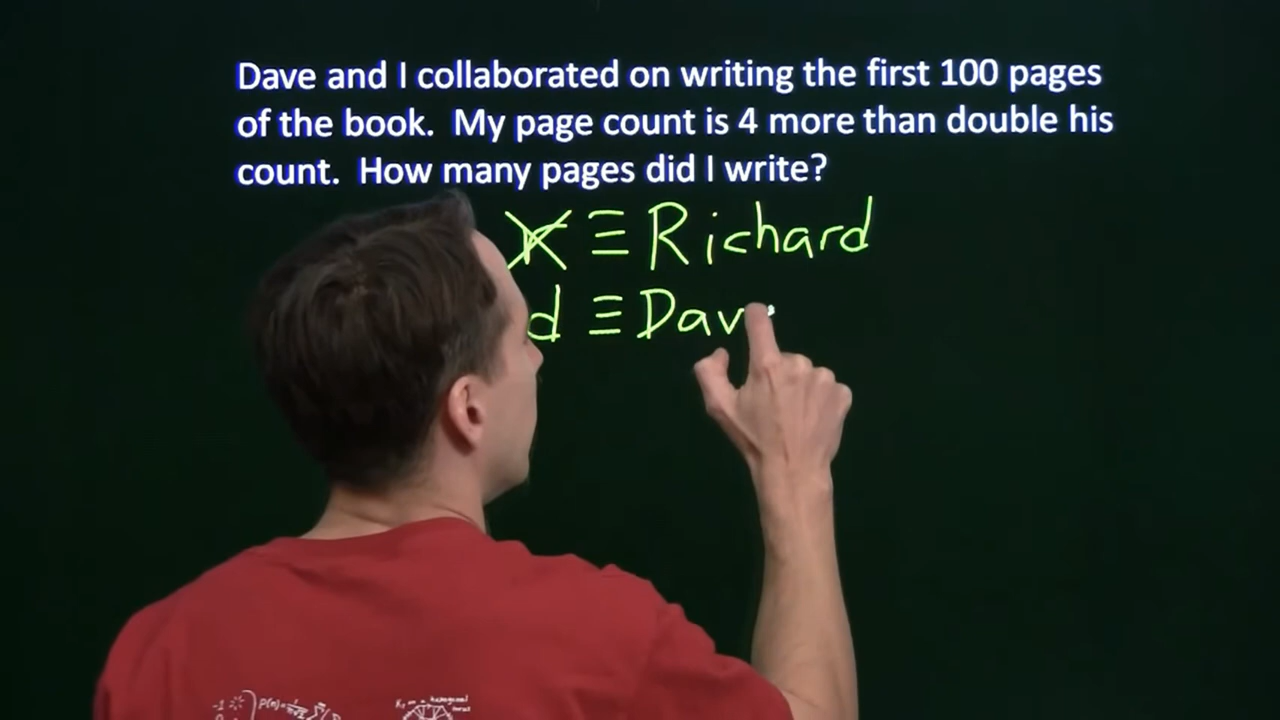 Dave and I collaborated on writing the first 100 pages
of the book. My page count is 4 more than double his
count. How many pages did I write?
≡ Richard
d ≡ Dav